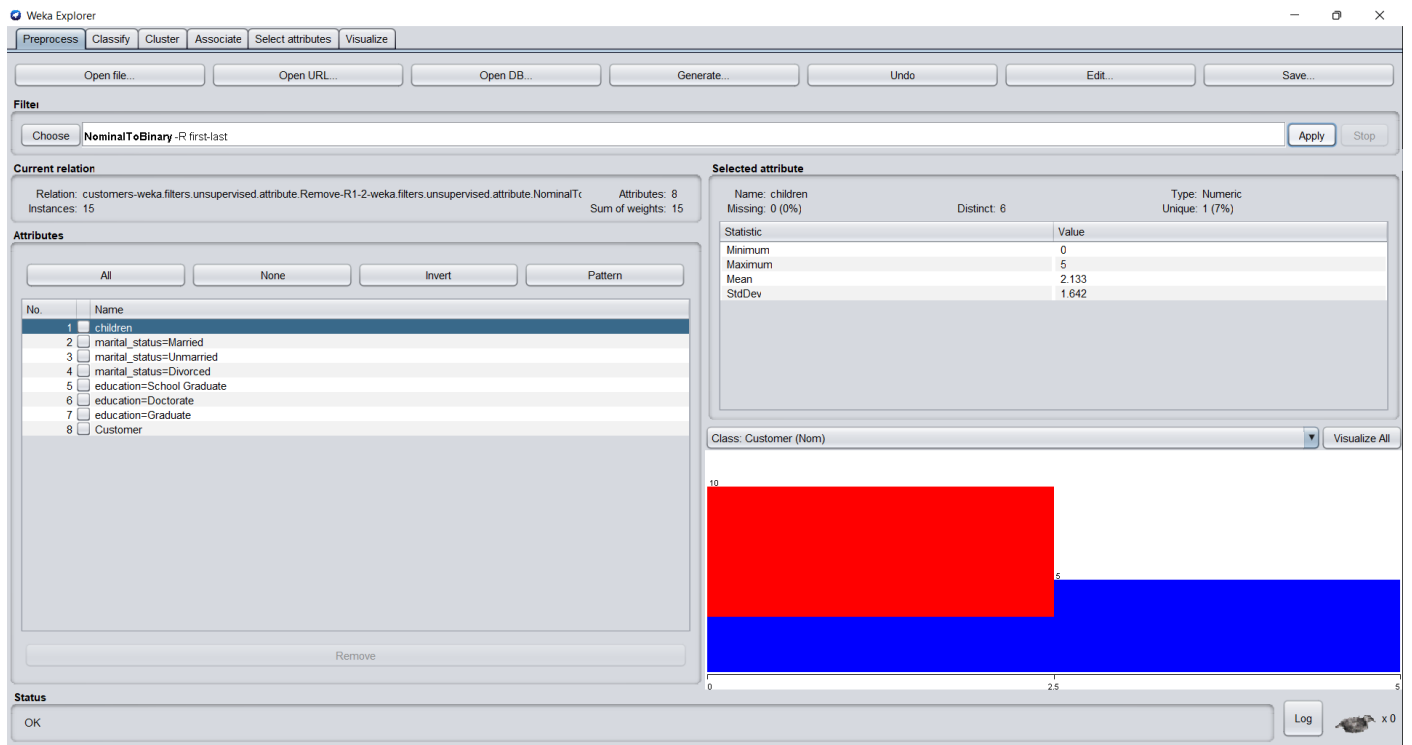 Weka Explorer
Preprocess Classify Cluster Associate Select attributes Visualize
Open file... Open URL... Open DB... Generate... Undo Edit... Save...
Filter
Choose NominalToBinary -R first-last Apply Stop
Current relation
Relation: customers-weka.filters.unsupervised.attribute.Remove-R1-2-weka.filters.unsupervised.attribute.NominalTo Attributes: 8
Instances: 15 Sum of weights: 15
Attributes
All None Invert Pattern
No. Name
1 children
2 marital_status=Married
3 marital_status=Unmarried
4 marital_status=Divorced
5 education=School Graduate
6 education=Doctorate
7 education=Graduate
8 Customer
Remove
Selected attribute
Name: children Type: Numeric
Missing: 0 (0%) Distinct: 6 Unique: 1 (7%)
Statistic Value
Minimum 0
Maximum 5
Mean 2.133
StdDev 1.642
Class: Customer (Nom) Visualize All
10
5
0 2.5 5
Status
OK Log x 0